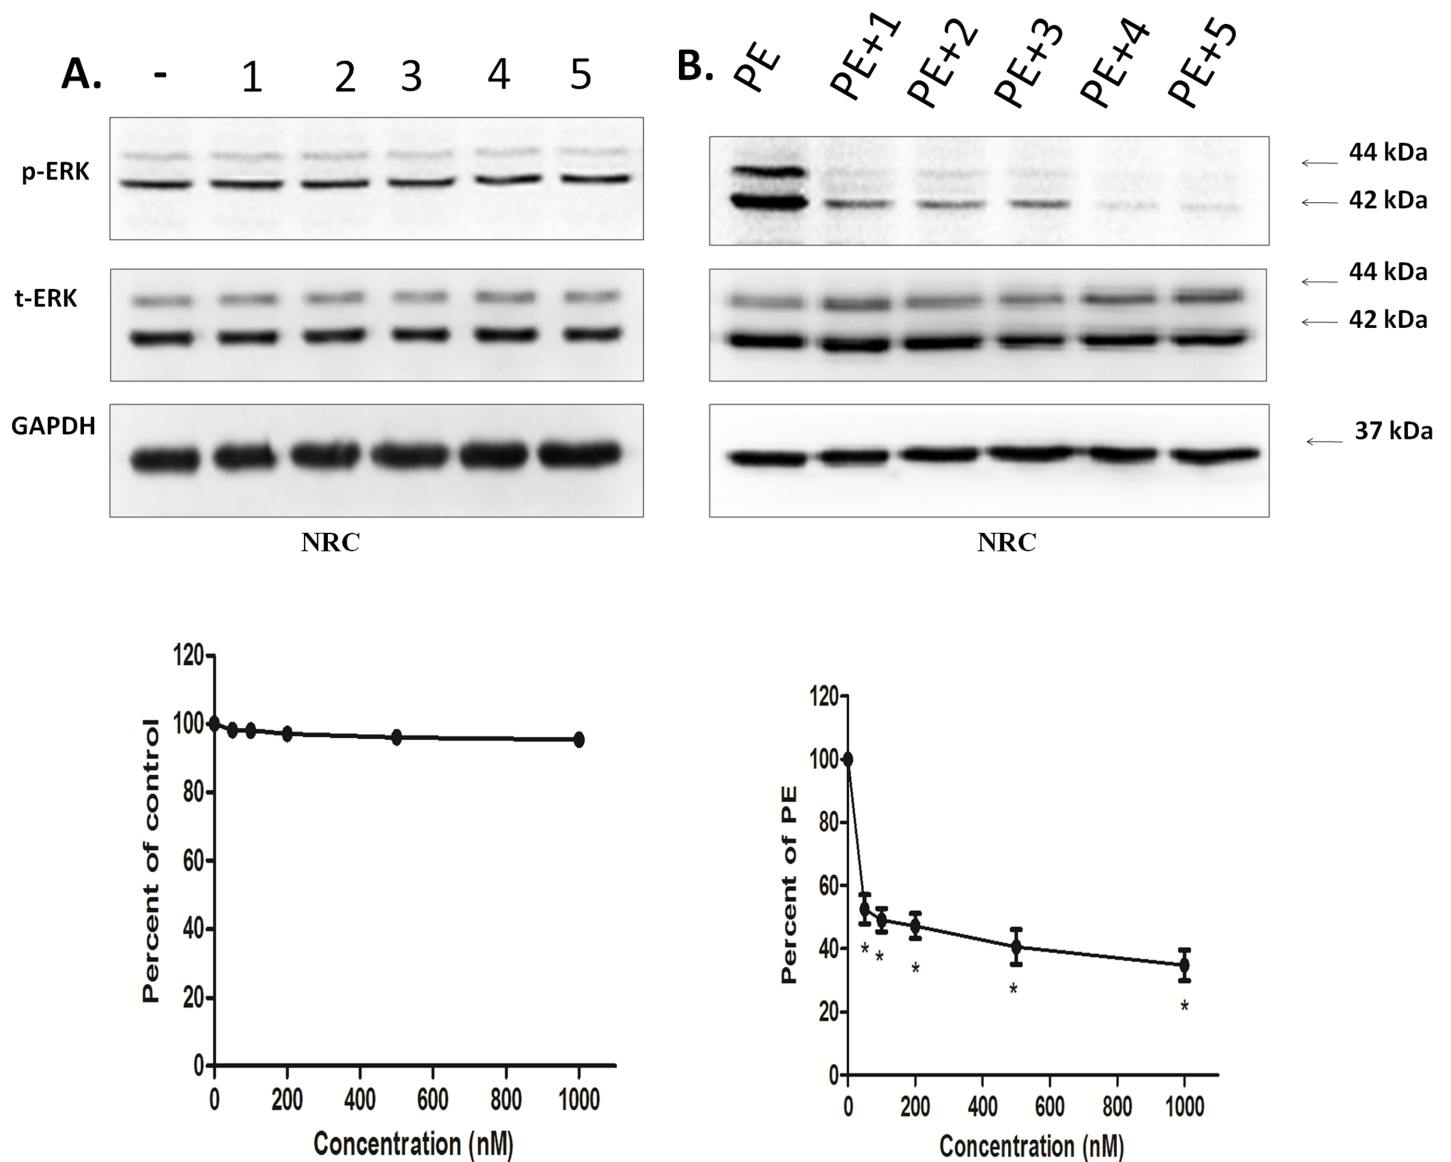 A. - 1 2 3 4 5
p-ERK
t-ERK
GAPDH
NRC
B. PE PE+1 PE+2 PE+3 PE+4 PE+5
44 kDa
42 kDa
44 kDa
42 kDa
37 kDa
NRC
Percent of control
120
100
80
60
40
20
0
0 200 400 600 800 1000
Concentration (nM)
Percent of PE
120
100
80
60
40
20
0
* * * * *
0 200 400 600 800 1000
Concentration (nM)